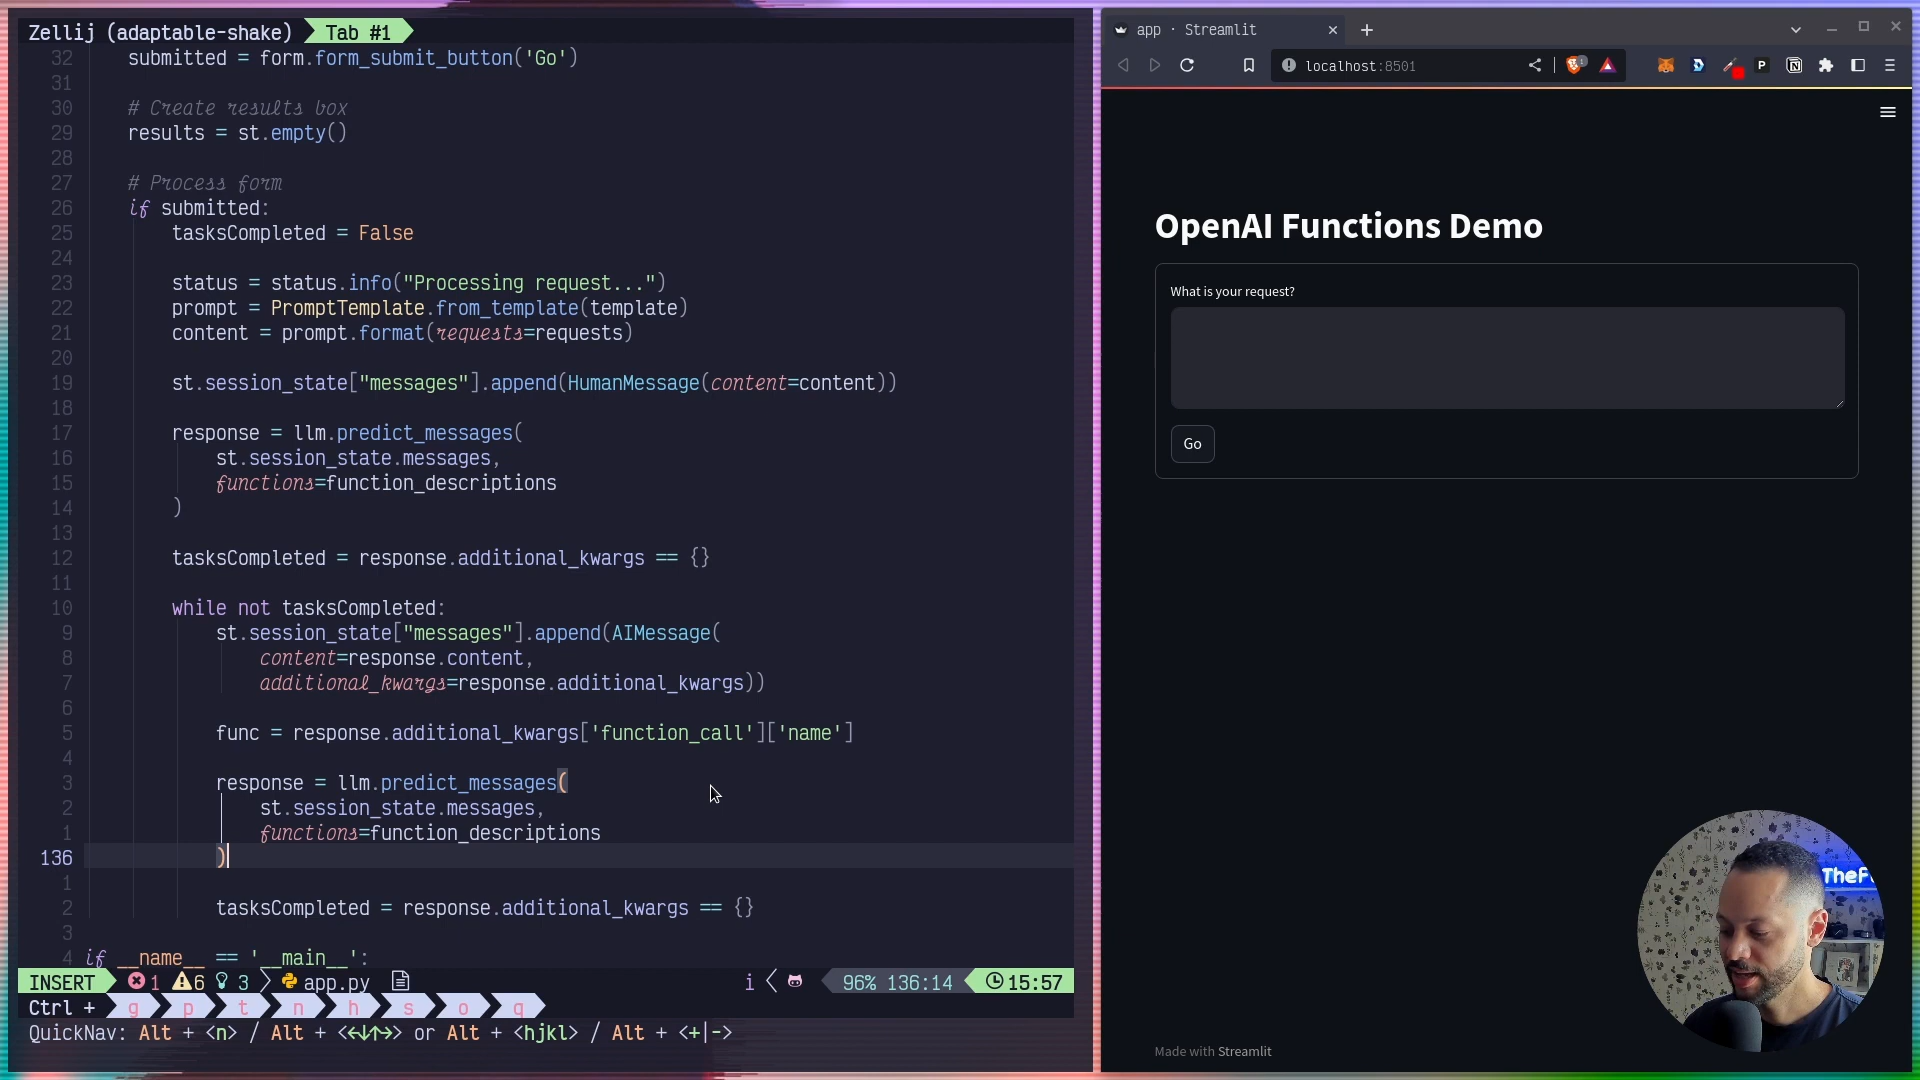 Zellij (adaptable-shake) Tab #1
32 submitted = form.form_submit_button('Go')
31
30 # Create results box
29 results = st.empty()
28
27 # Process form
26 if submitted:
25 tasksCompleted = False
24
23 status = status.info("Processing request...")
22 prompt = PromptTemplate.from_template(template)
21 content = prompt.format(requests=requests)
20
19 st.session_state["messages"].append(HumanMessage(content=content))
18
17 response = llm.predict_messages(
16 st.session_state.messages,
15 functions=function_descriptions
14 )
13
12 tasksCompleted = response.additional_kwargs == {}
11
10 while not tasksCompleted:
9 st.session_state["messages"].append(AIMessage(
8 content=response.content,
7 additional_kwargs=response.additional_kwargs))
6
5 func = response.additional_kwargs['function_call']['name']
4
3 response = llm.predict_messages(
2 st.session_state.messages,
1 functions=function_descriptions
136 )
1
2 tasksCompleted = response.additional_kwargs == {}
3
4 if __name__ == '__main__':
INSERT 1 6 3 app.py i 96% 136:14 15:57
Ctrl + g p t n h s o q
QuickNav: Alt + <n> / Alt + <←↓↑→> or Alt + <hjkl> / Alt + <+|->
app · Streamlit
localhost:8501
1
P
N
OpenAI Functions Demo
What is your request?
Go
TheF
Made with Streamlit